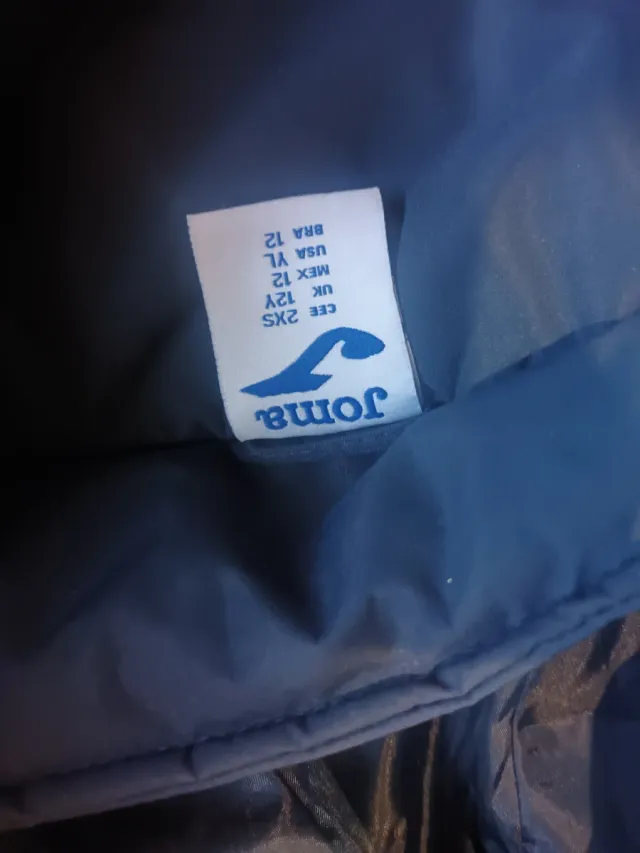 Joma
CEE 2XS
UK 12Y
MEX 12
USA YL
BRA 12